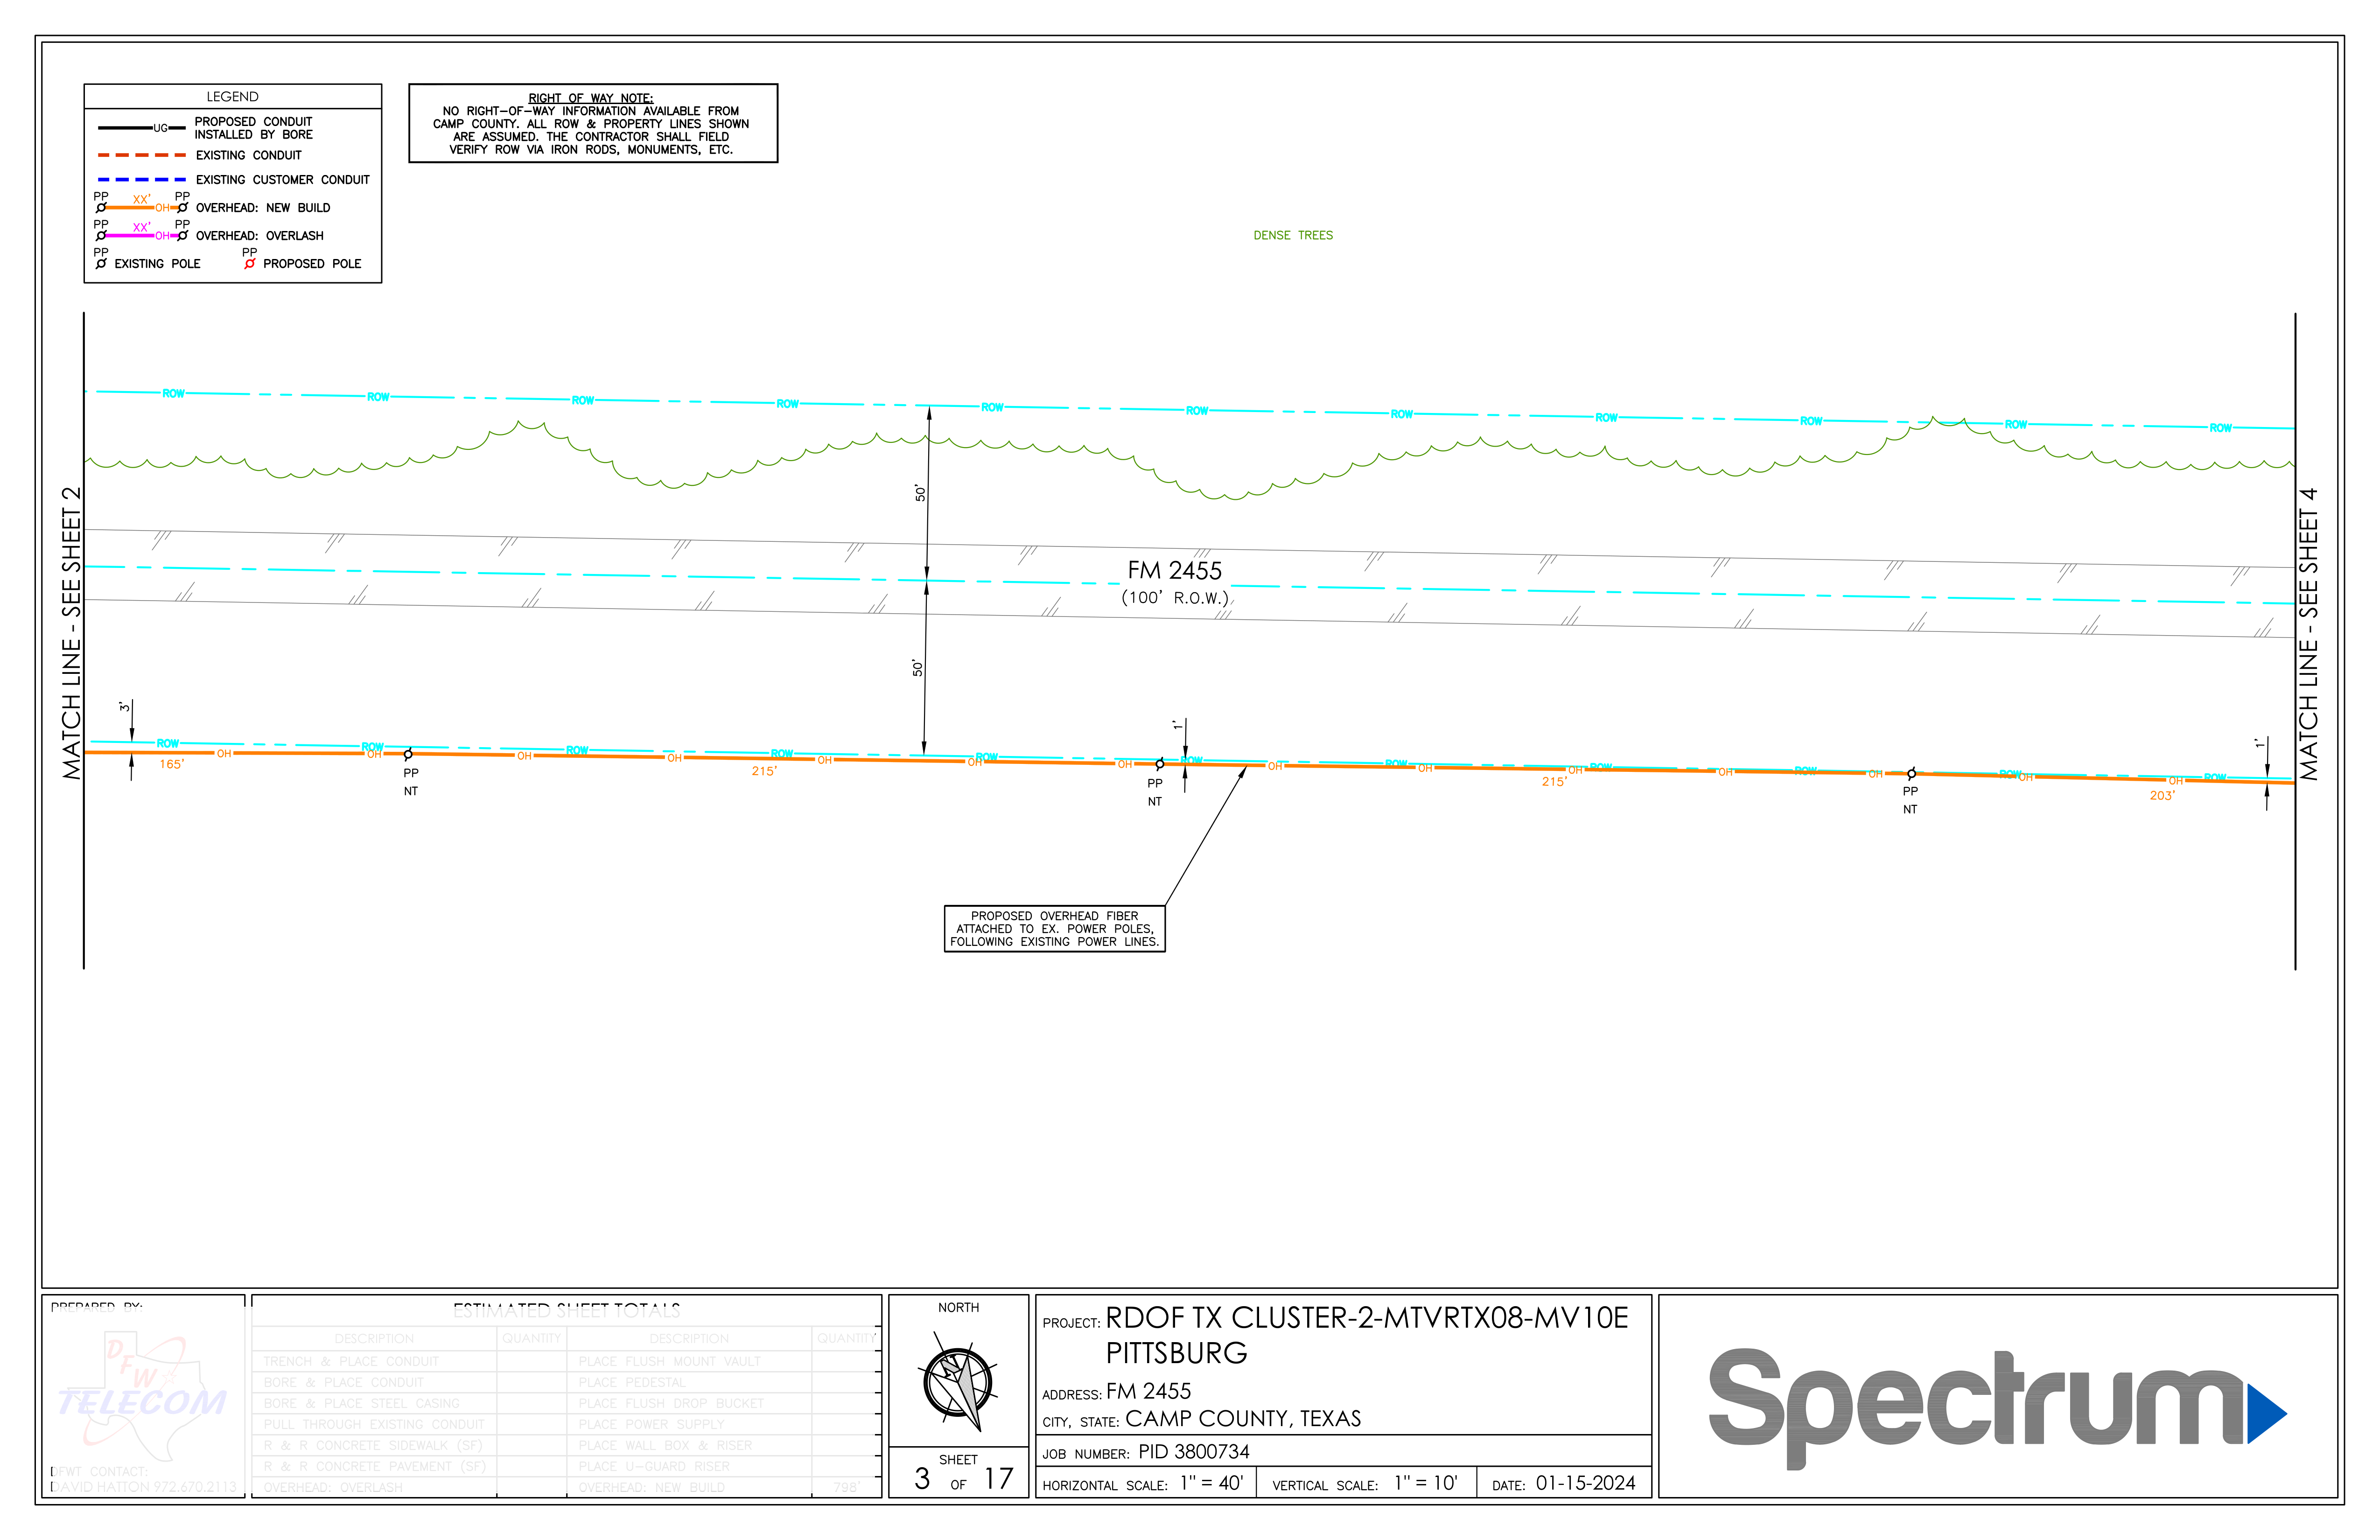 LEGEND
UG PROPOSED CONDUIT
INSTALLED BY BORE
EXISTING CONDUIT
EXISTING CUSTOMER CONDUIT
PP XX' OH PP OVERHEAD: NEW BUILD
PP XX' OH PP OVERHEAD: OVERLASH
PP EXISTING POLE PP PROPOSED POLE
RIGHT OF WAY NOTE:
NO RIGHT-OF-WAY INFORMATION AVAILABLE FROM
CAMP COUNTY. ALL ROW & PROPERTY LINES SHOWN
ARE ASSUMED. THE CONTRACTOR SHALL FIELD
VERIFY ROW VIA IRON RODS, MONUMENTS, ETC.
DENSE TREES
MATCH LINE - SEE SHEET 2
MATCH LINE - SEE SHEET 4
ROW ROW ROW ROW ROW ROW ROW ROW ROW ROW ROW
50'
FM 2455
(100' R.O.W.)
50'
3'
1'
1'
ROW ROW ROW ROW ROW ROW ROW ROW ROW ROW ROW
OH OH OH OH OH OH OH OH OH OH OH OH OH OH
165'
215'
215'
203'
PP
NT
PP
NT
PP
NT
PROPOSED OVERHEAD FIBER
ATTACHED TO EX. POWER POLES,
FOLLOWING EXISTING POWER LINES.
PREPARED BY:
DFW
TELECOM
DFWT CONTACT:
DAVID HATTON 972.670.2113
ESTIMATED SHEET TOTALS
DESCRIPTION QUANTITY DESCRIPTION QUANTITY
TRENCH & PLACE CONDUIT PLACE FLUSH MOUNT VAULT
BORE & PLACE CONDUIT PLACE PEDESTAL
BORE & PLACE STEEL CASING PLACE FLUSH DROP BUCKET
PULL THROUGH EXISTING CONDUIT PLACE POWER SUPPLY
R & R CONCRETE SIDEWALK (SF) PLACE WALL BOX & RISER
R & R CONCRETE PAVEMENT (SF) PLACE U-GUARD RISER
OVERHEAD: OVERLASH OVERHEAD: NEW BUILD 798'
NORTH
N
SHEET
3 OF 17
PROJECT: RDOF TX CLUSTER-2-MTVRTX08-MV10E
PITTSBURG
ADDRESS: FM 2455
CITY, STATE: CAMP COUNTY, TEXAS
JOB NUMBER: PID 3800734
HORIZONTAL SCALE: 1" = 40' VERTICAL SCALE: 1" = 10' DATE: 01-15-2024
Spectrum